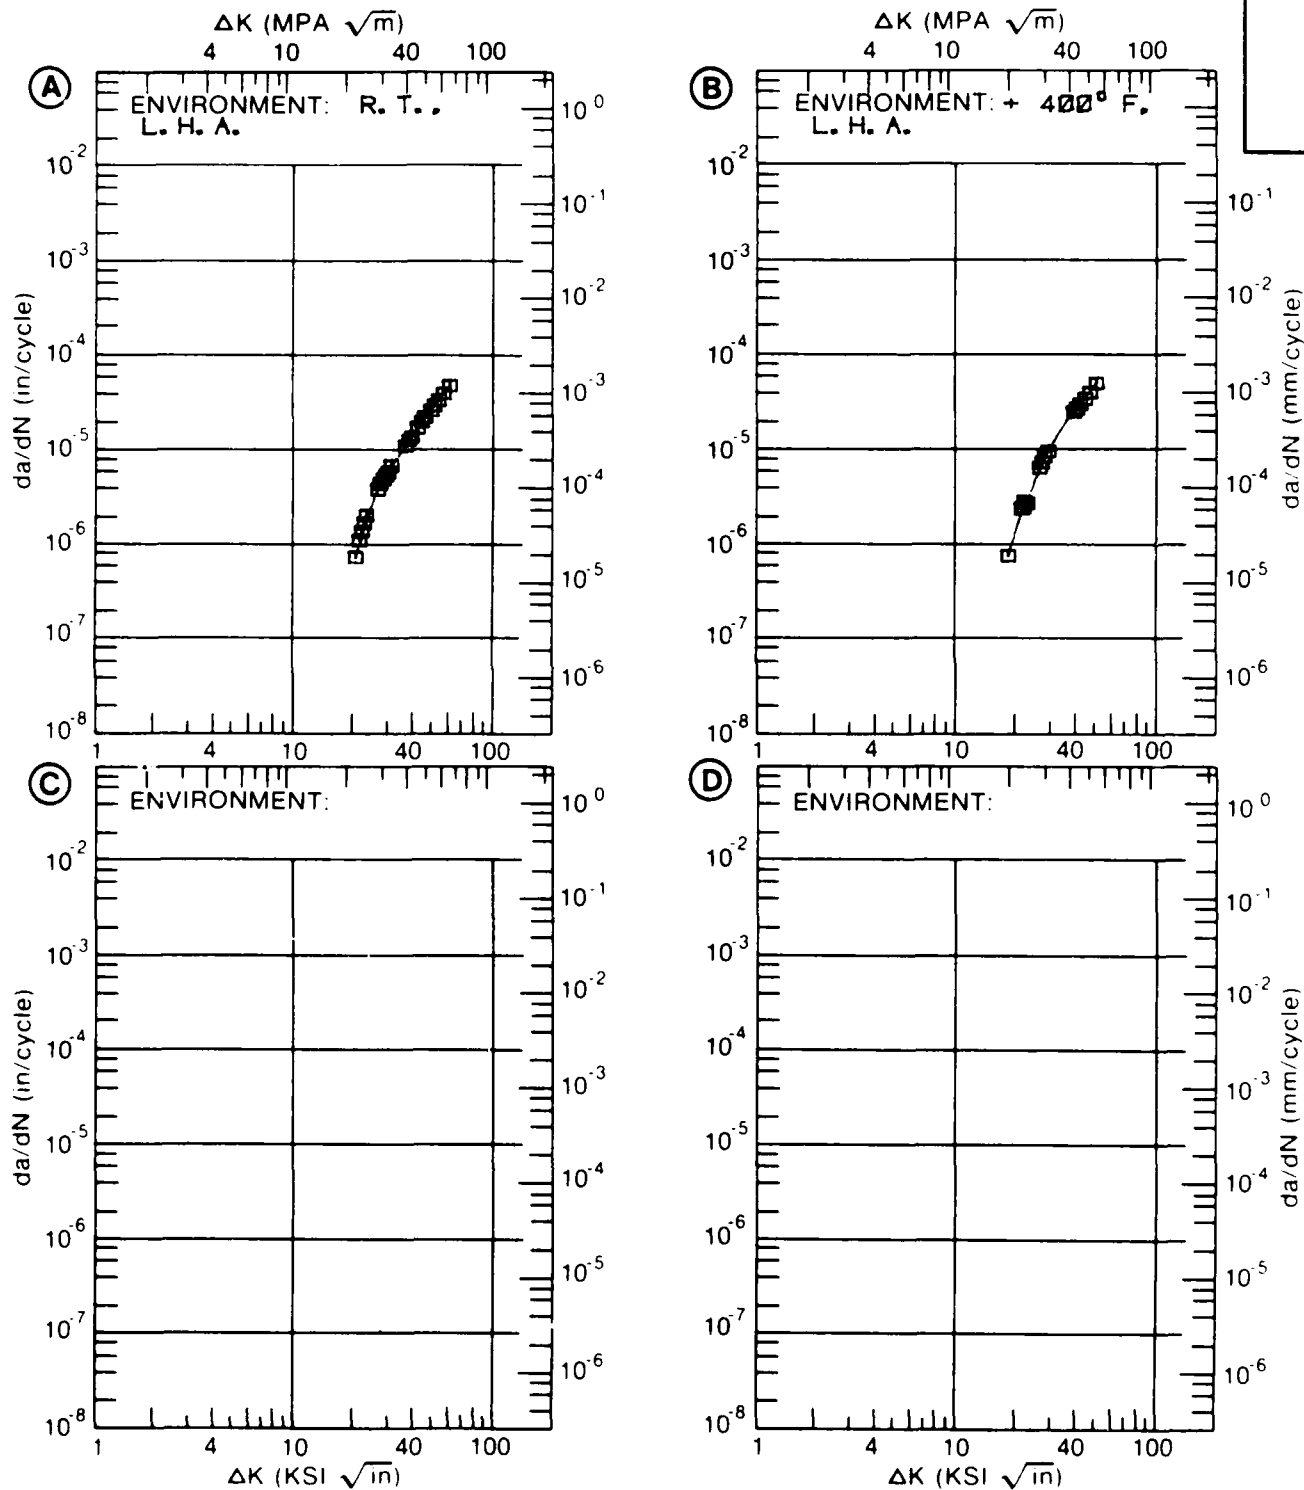 ΔK (MPA √m)
4 10 40 100
ΔK (MPA √m)
4 10 40 100
A
ENVIRONMENT: R. T.,
L. H. A.
B
ENVIRONMENT: + 400° F.
L. H. A.
da/dN (in/cycle)
10^-2
10^-3
10^-4
10^-5
10^-6
10^-7
10^-8
10^0
10^-1
10^-2
10^-3
10^-4
10^-5
10^-6
1 4 10 40 100
10^-2
10^-3
10^-4
10^-5
10^-6
10^-7
10^-8
10^-1
10^-2
10^-3
10^-4
10^-5
10^-6
da/dN (mm/cycle)
1 4 10 40 100
C
ENVIRONMENT:
D
ENVIRONMENT:
da/dN (in/cycle)
10^-2
10^-3
10^-4
10^-5
10^-6
10^-7
10^-8
10^0
10^-1
10^-2
10^-3
10^-4
10^-5
10^-6
1 4 10 40 100
ΔK (KSI √in)
10^-2
10^-3
10^-4
10^-5
10^-6
10^-7
10^-8
10^0
10^-1
10^-2
10^-3
10^-4
10^-5
10^-6
da/dN (mm/cycle)
1 4 10 40 100
ΔK (KSI √in)